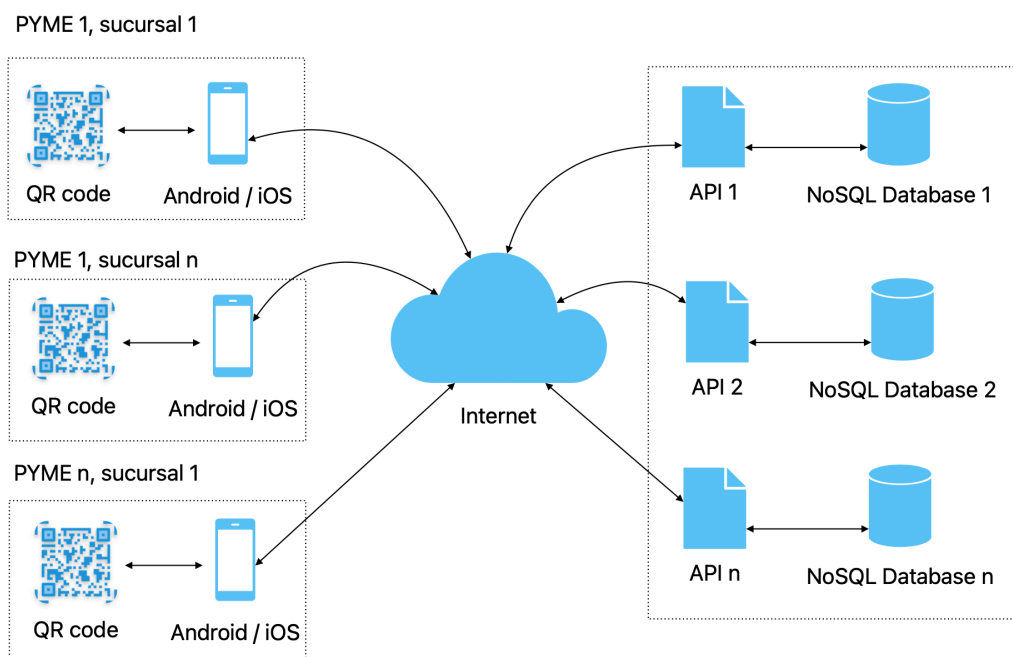 PYME 1, sucursal 1
QR code
Android / iOS
PYME 1, sucursal n
QR code
Android / iOS
PYME n, sucursal 1
QR code
Android / iOS
Internet
API 1
NoSQL Database 1
API 2
NoSQL Database 2
API n
NoSQL Database n